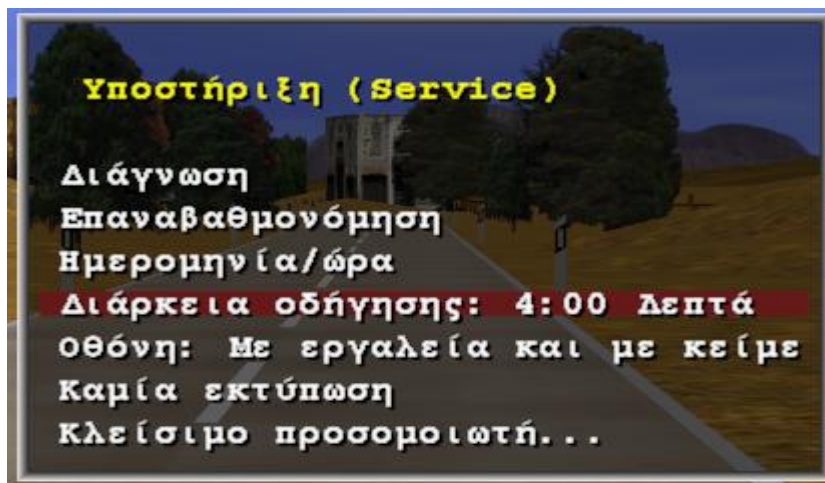 Υποστήριξη (Service)
Διάγνωση
Επαναβαθμονόμηση
Ημερομηνία/ώρα
Διάρκεια οδήγησης: 4:00 Λεπτά
Οθόνη: Με εργαλεία και με κείμε
Καμία εκτύπωση
Κλείσιμο προσομοιωτή...